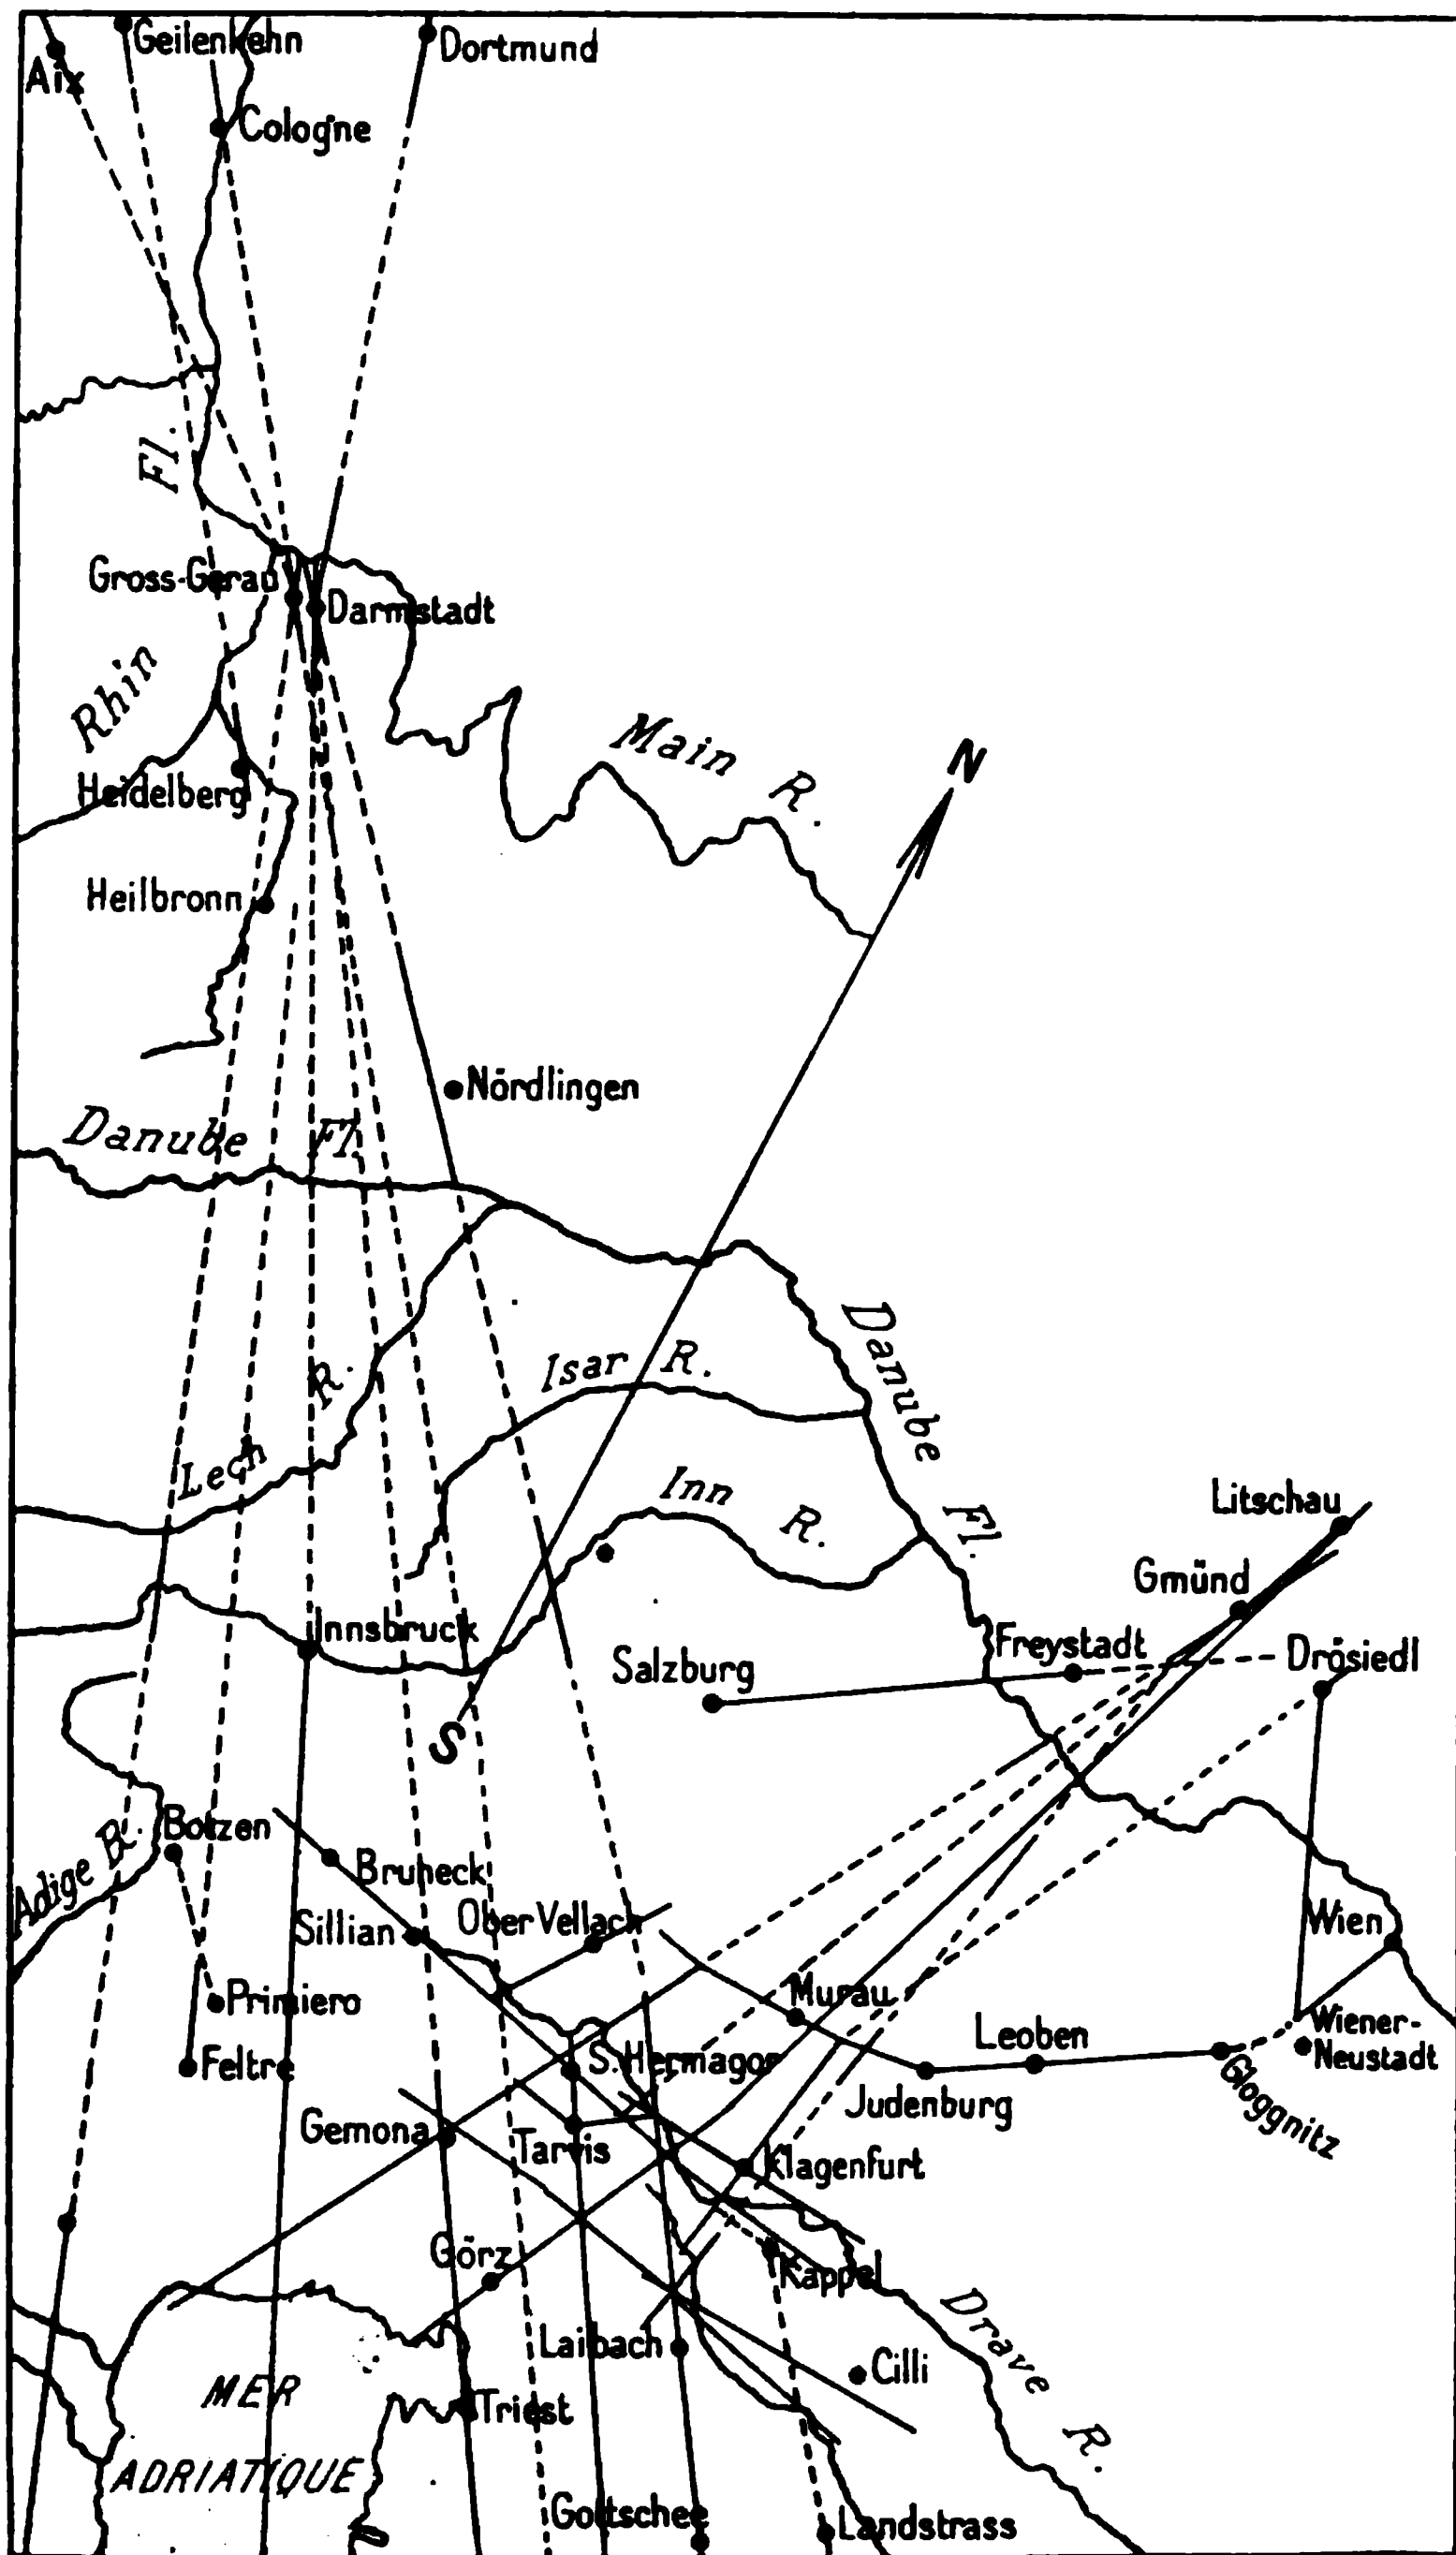 Geilenkehn
Dortmund
Aix
Cologne
Fl.
Gross-Gerau
Darmstadt
Rhin
Main R.
N
Heidelberg
Heilbronn
Nördlingen
Danube Fl.
Danube Fl.
Isar R.
Lech R.
Inn R.
Litschau
Gmünd
Innsbruck
Freystadt
Drösiedl
Salzburg
S
Botzen
Adige R.
Bruneck
Sillian
Ober Vellach
Wien
Primiero
Murau
Leoben
Wiener-
Neustadt
Feltre
S. Hermagor
Judenburg
Gloggnitz
Gemona
Tarvis
Klagenfurt
Görz
Kappel
Drave R.
Laibach
Cilli
MER
ADRIATIQUE
Triest
Gottschee
Landstrass